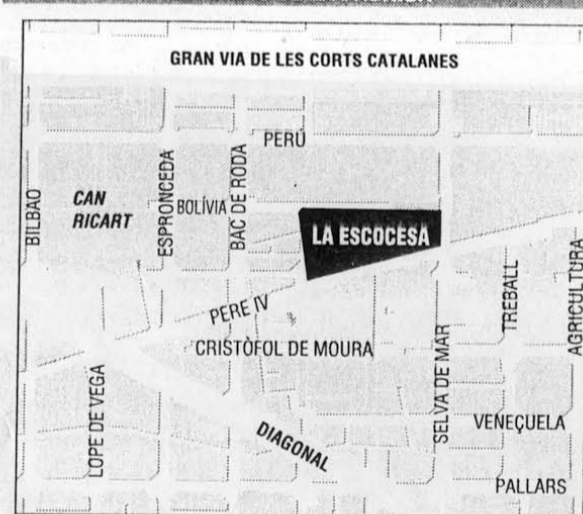 GRAN VIA DE LES CORTS CATALANES
PERÚ
BILBAO
CAN
RICART
ESPRONCEDA
BOLÍVIA
BAC DE RODA
LA ESCOCESA
TREBALL
AGRICULTURA
PERE IV
CRISTÒFOL DE MOURA
SELVA DE MAR
LOPE DE VEGA
DIAGONAL
VENEÇUELA
PALLARS